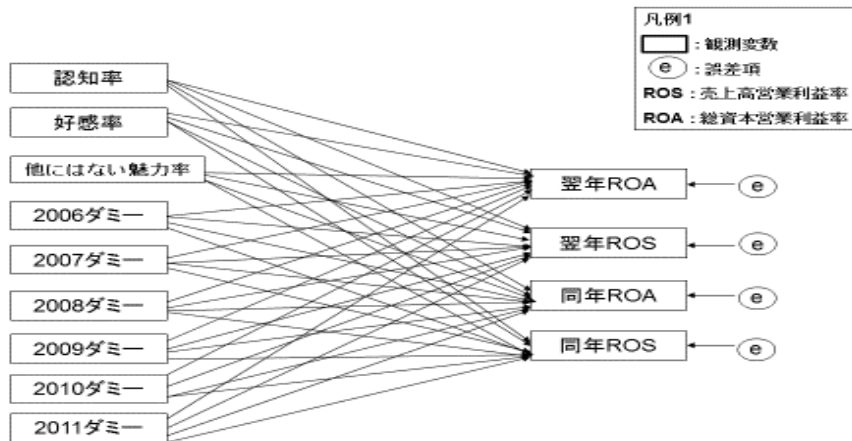 凡例1
：観測変数
e ：誤差項
ROS：売上高営業利益率
ROA：総資本営業利益率
認知率
好感率
他にはない魅力率
2006ダミー
2007ダミー
2008ダミー
2009ダミー
2010ダミー
2011ダミー
翌年ROA
e
翌年ROS
e
同年ROA
e
同年ROS
e